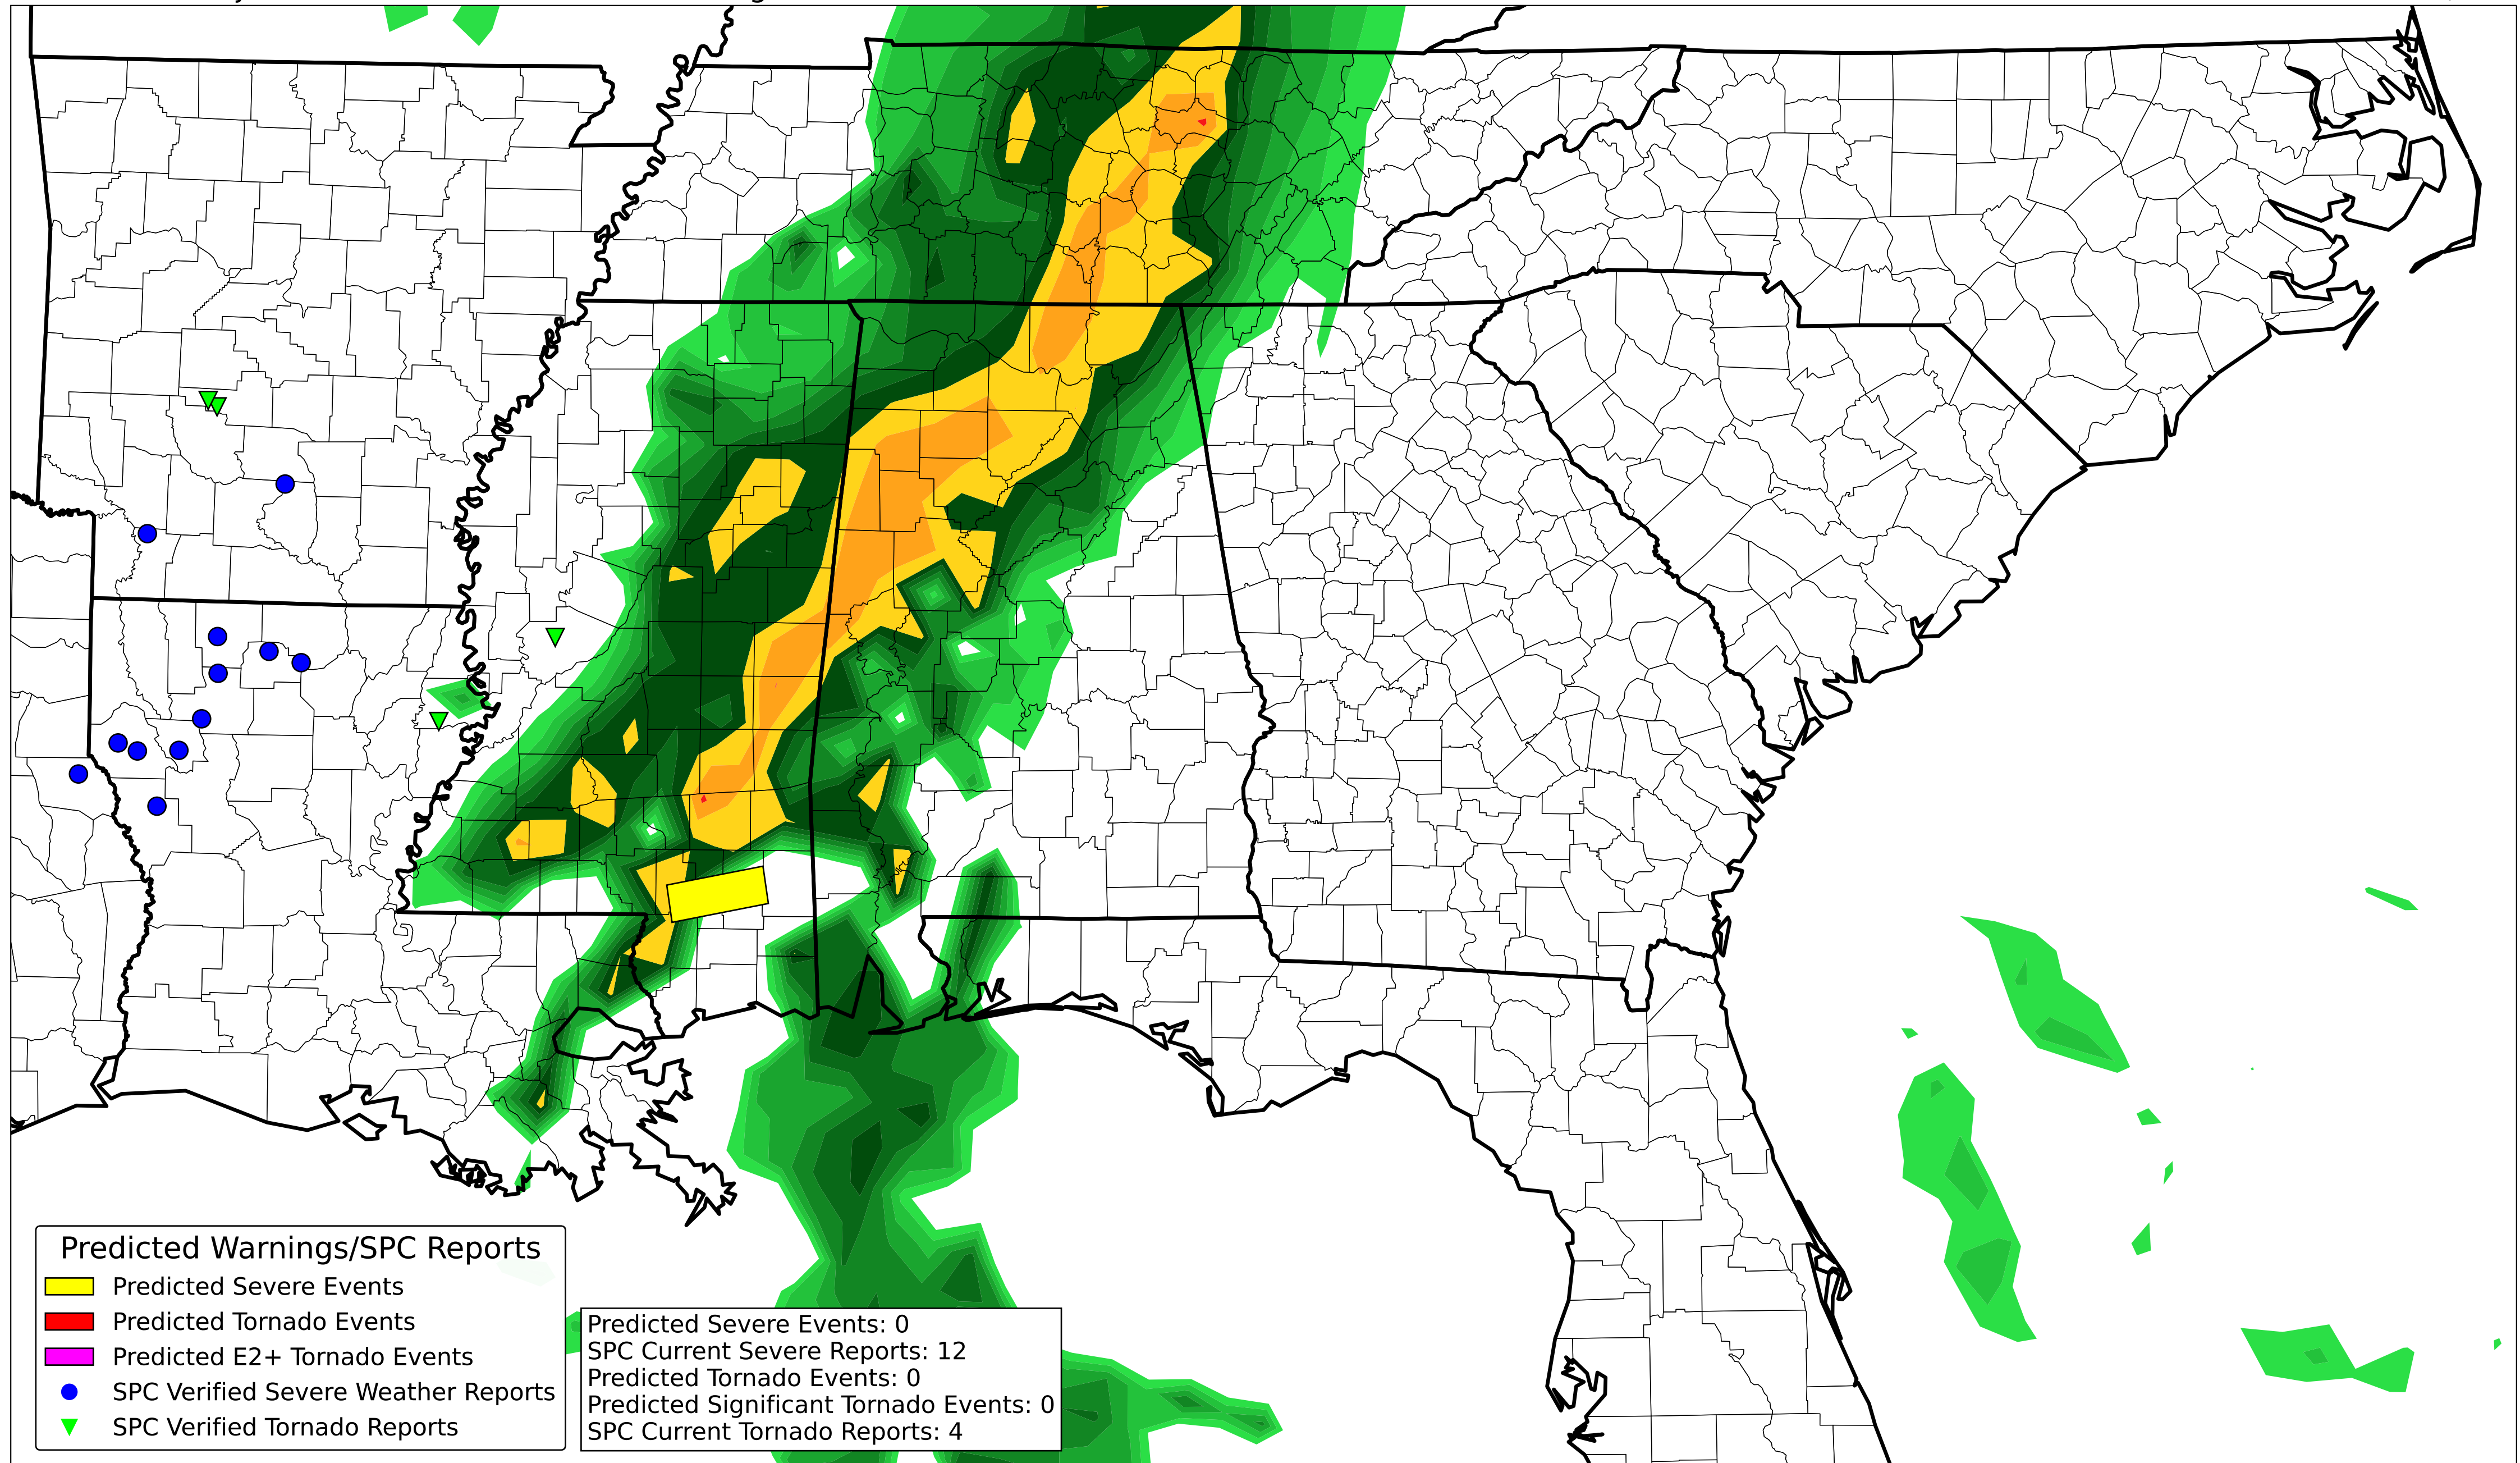 Predicted Warnings/SPC Reports
Predicted Severe Events
Predicted Tornado Events
Predicted E2+ Tornado Events
SPC Verified Severe Weather Reports
SPC Verified Tornado Reports
Predicted Severe Events: 0
SPC Current Severe Reports: 12
Predicted Tornado Events: 0
Predicted Significant Tornado Events: 0
SPC Current Tornado Reports: 4